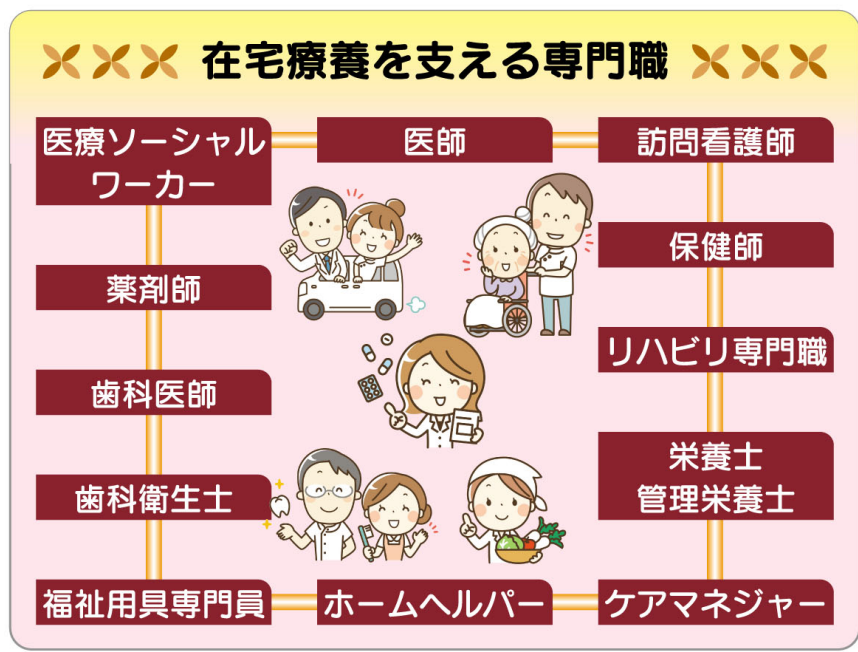 在宅療養を支える専門職
医療ソーシャル
ワーカー
医師
訪問看護師
保健師
薬剤師
リハビリ専門職
歯科医師
栄養士
管理栄養士
歯科衛生士
福祉用具専門員
ホームヘルパー
ケアマネジャー